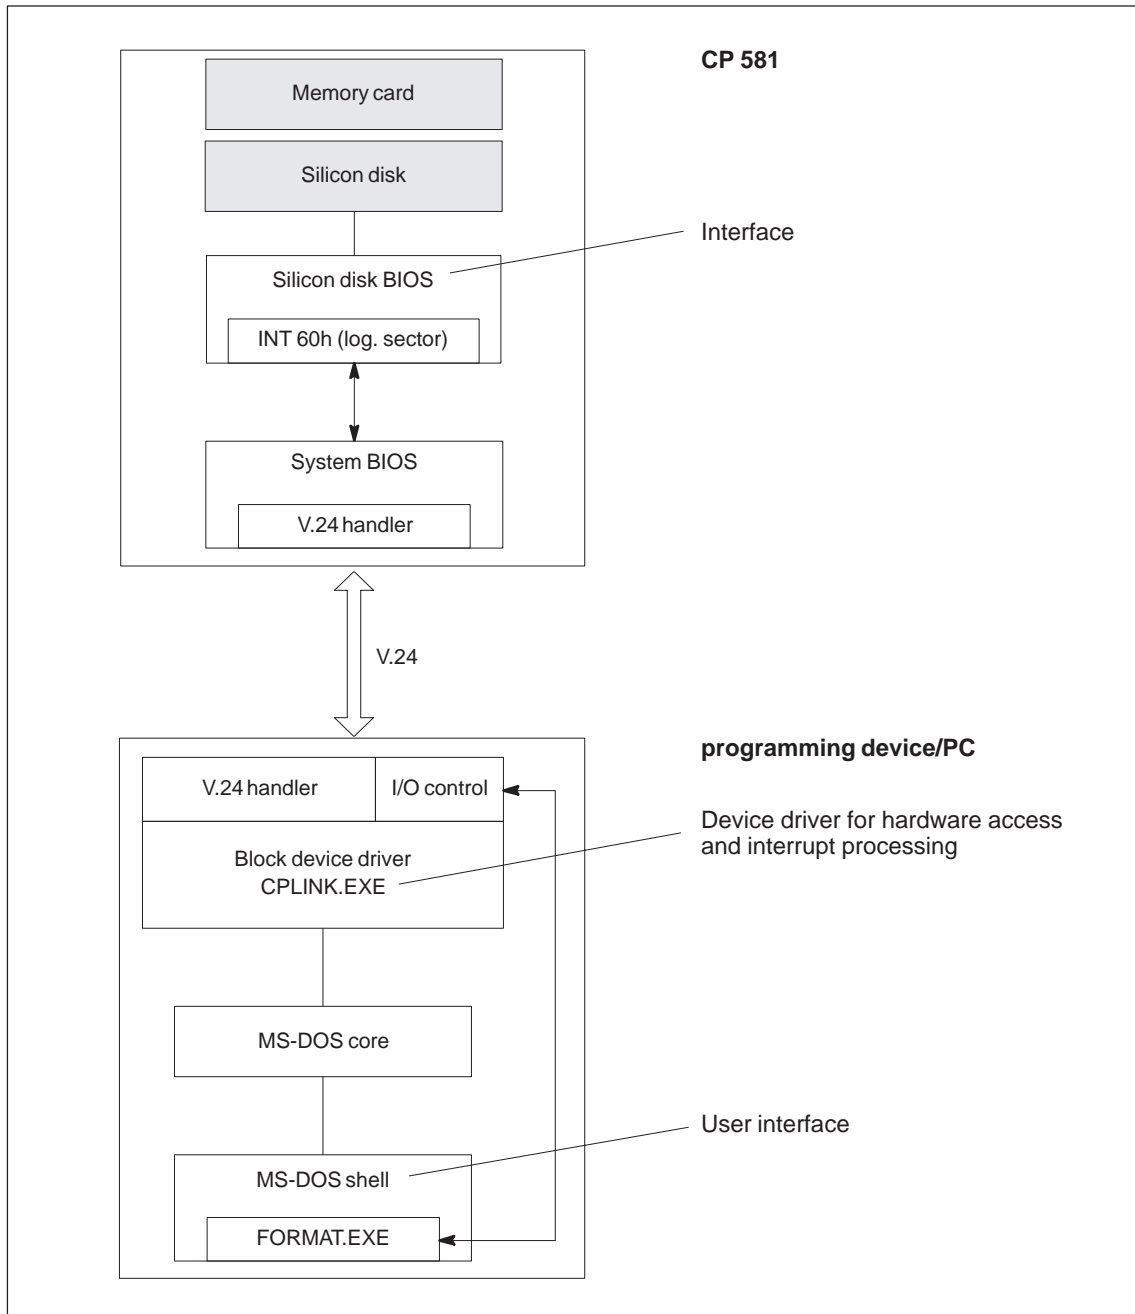 CP 581
Memory card
Silicon disk
Interface
Silicon disk BIOS
INT 60h (log. sector)
System BIOS
V.24 handler
V.24
programming device/PC
V.24 handler
I/O control
Device driver for hardware access
and interrupt processing
Block device driver
CPLINK.EXE
MS-DOS core
User interface
MS-DOS shell
FORMAT.EXE